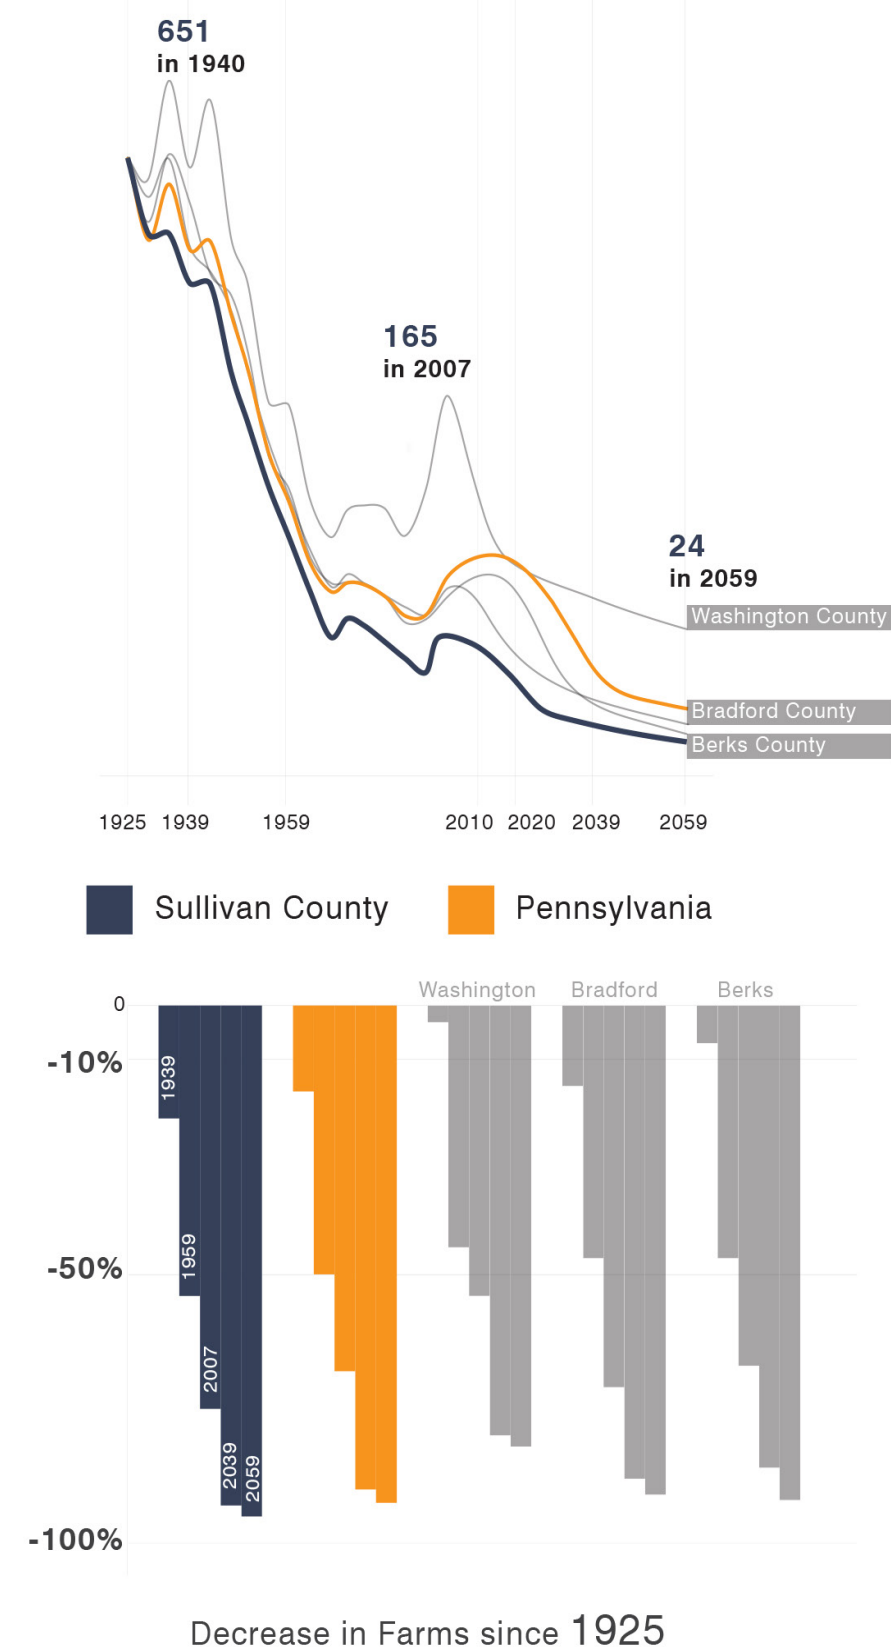 651
in 1940
165
in 2007
24
in 2059
Washington County
Bradford County
Berks County
1925 1939 1959 2010 2020 2039 2059
Sullivan County Pennsylvania
Washington Bradford Berks
0
-10%
1939
-50%
1959
2007
2039
2059
-100%
Decrease in Farms since 1925